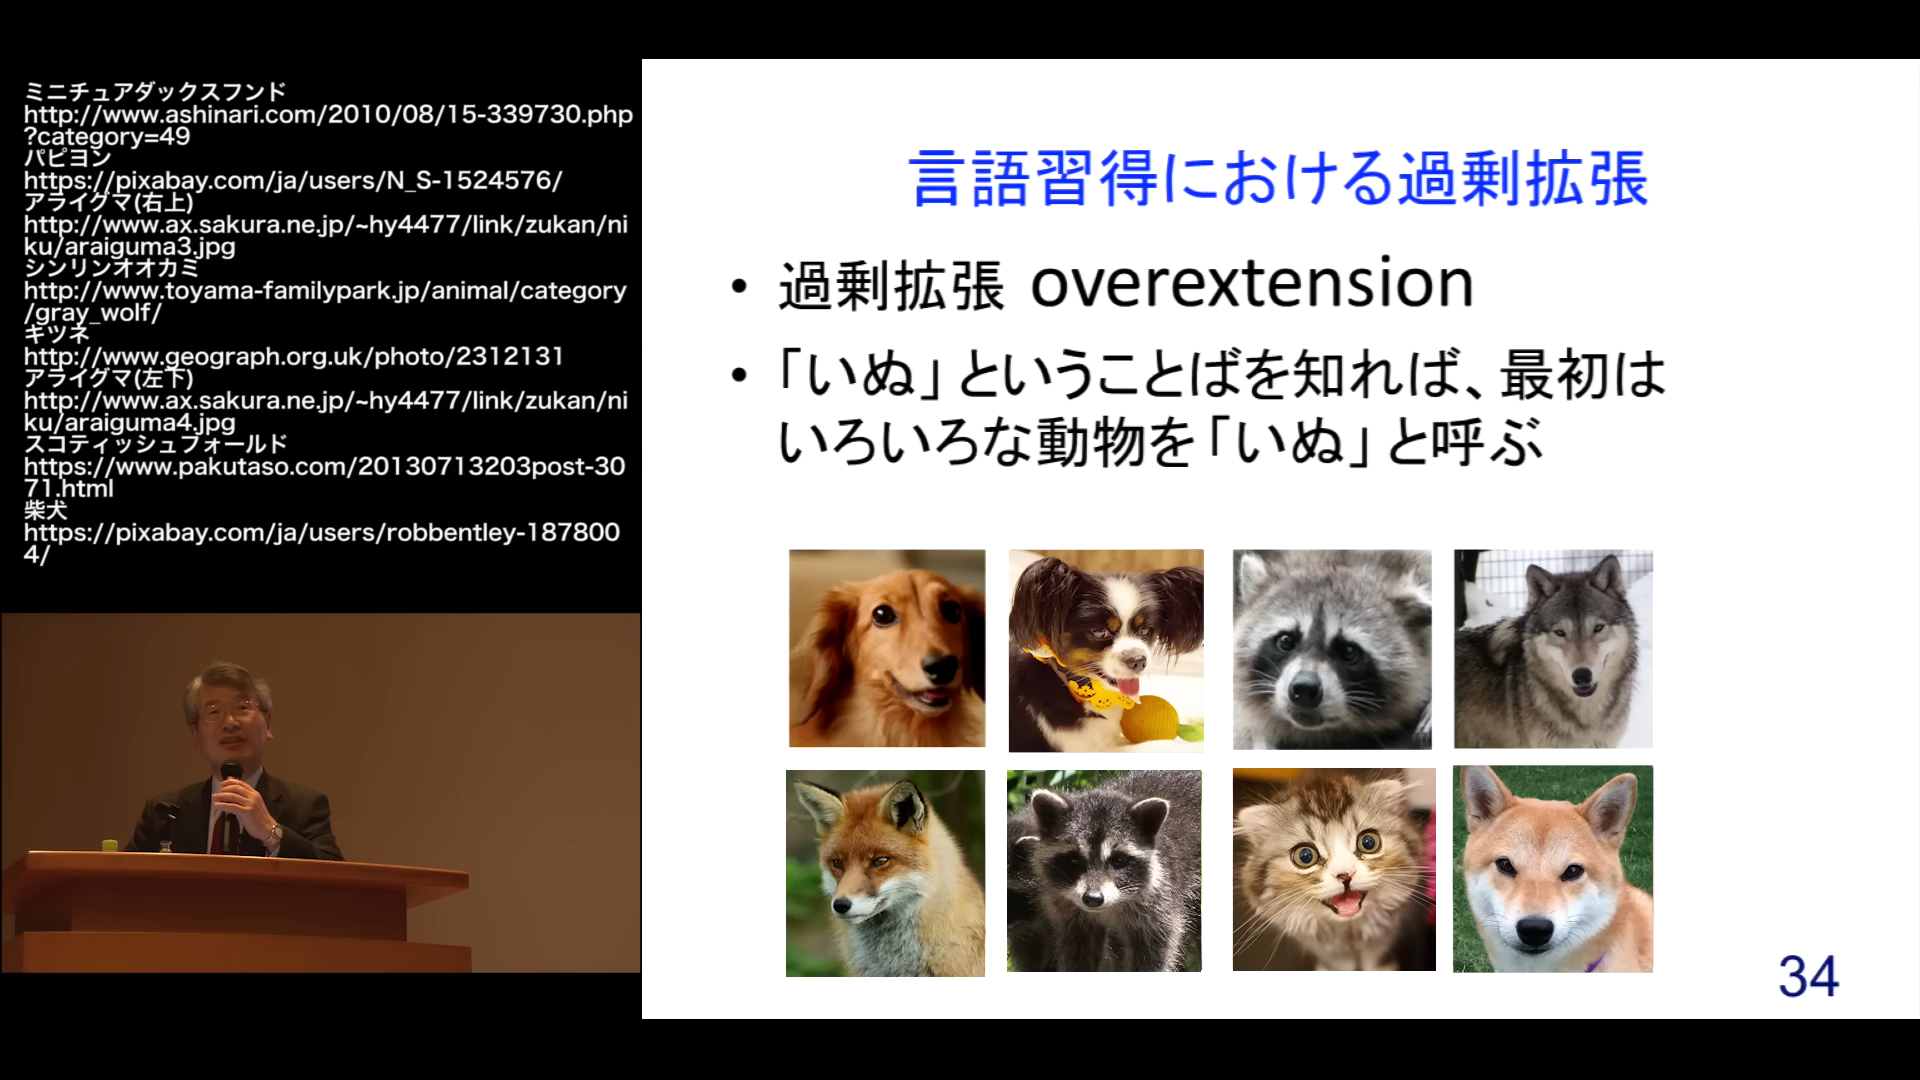 ミニチュアダックスフンド
http://www.ashinari.com/2010/08/15-339730.php
?category=49
パピヨン
https://pixabay.com/ja/users/N_S-1524576/
アライグマ(右上)
http://www.ax.sakura.ne.jp/~hy4477/link/zukan/ni
ku/araiguma3.jpg
シンリンオオカミ
http://www.toyama-familypark.jp/animal/category
/gray_wolf/
キツネ
http://www.geograph.org.uk/photo/2312131
アライグマ(左下)
http://www.ax.sakura.ne.jp/~hy4477/link/zukan/ni
ku/araiguma4.jpg
スコティッシュフォールド
https://www.pakutaso.com/20130713203post-30
71.html
柴犬
https://pixabay.com/ja/users/robbentley-187800
4/
言語習得における過剰拡張
• 過剰拡張 overextension
• 「いぬ」ということばを知れば、最初は
いろいろな動物を「いぬ」と呼ぶ
34